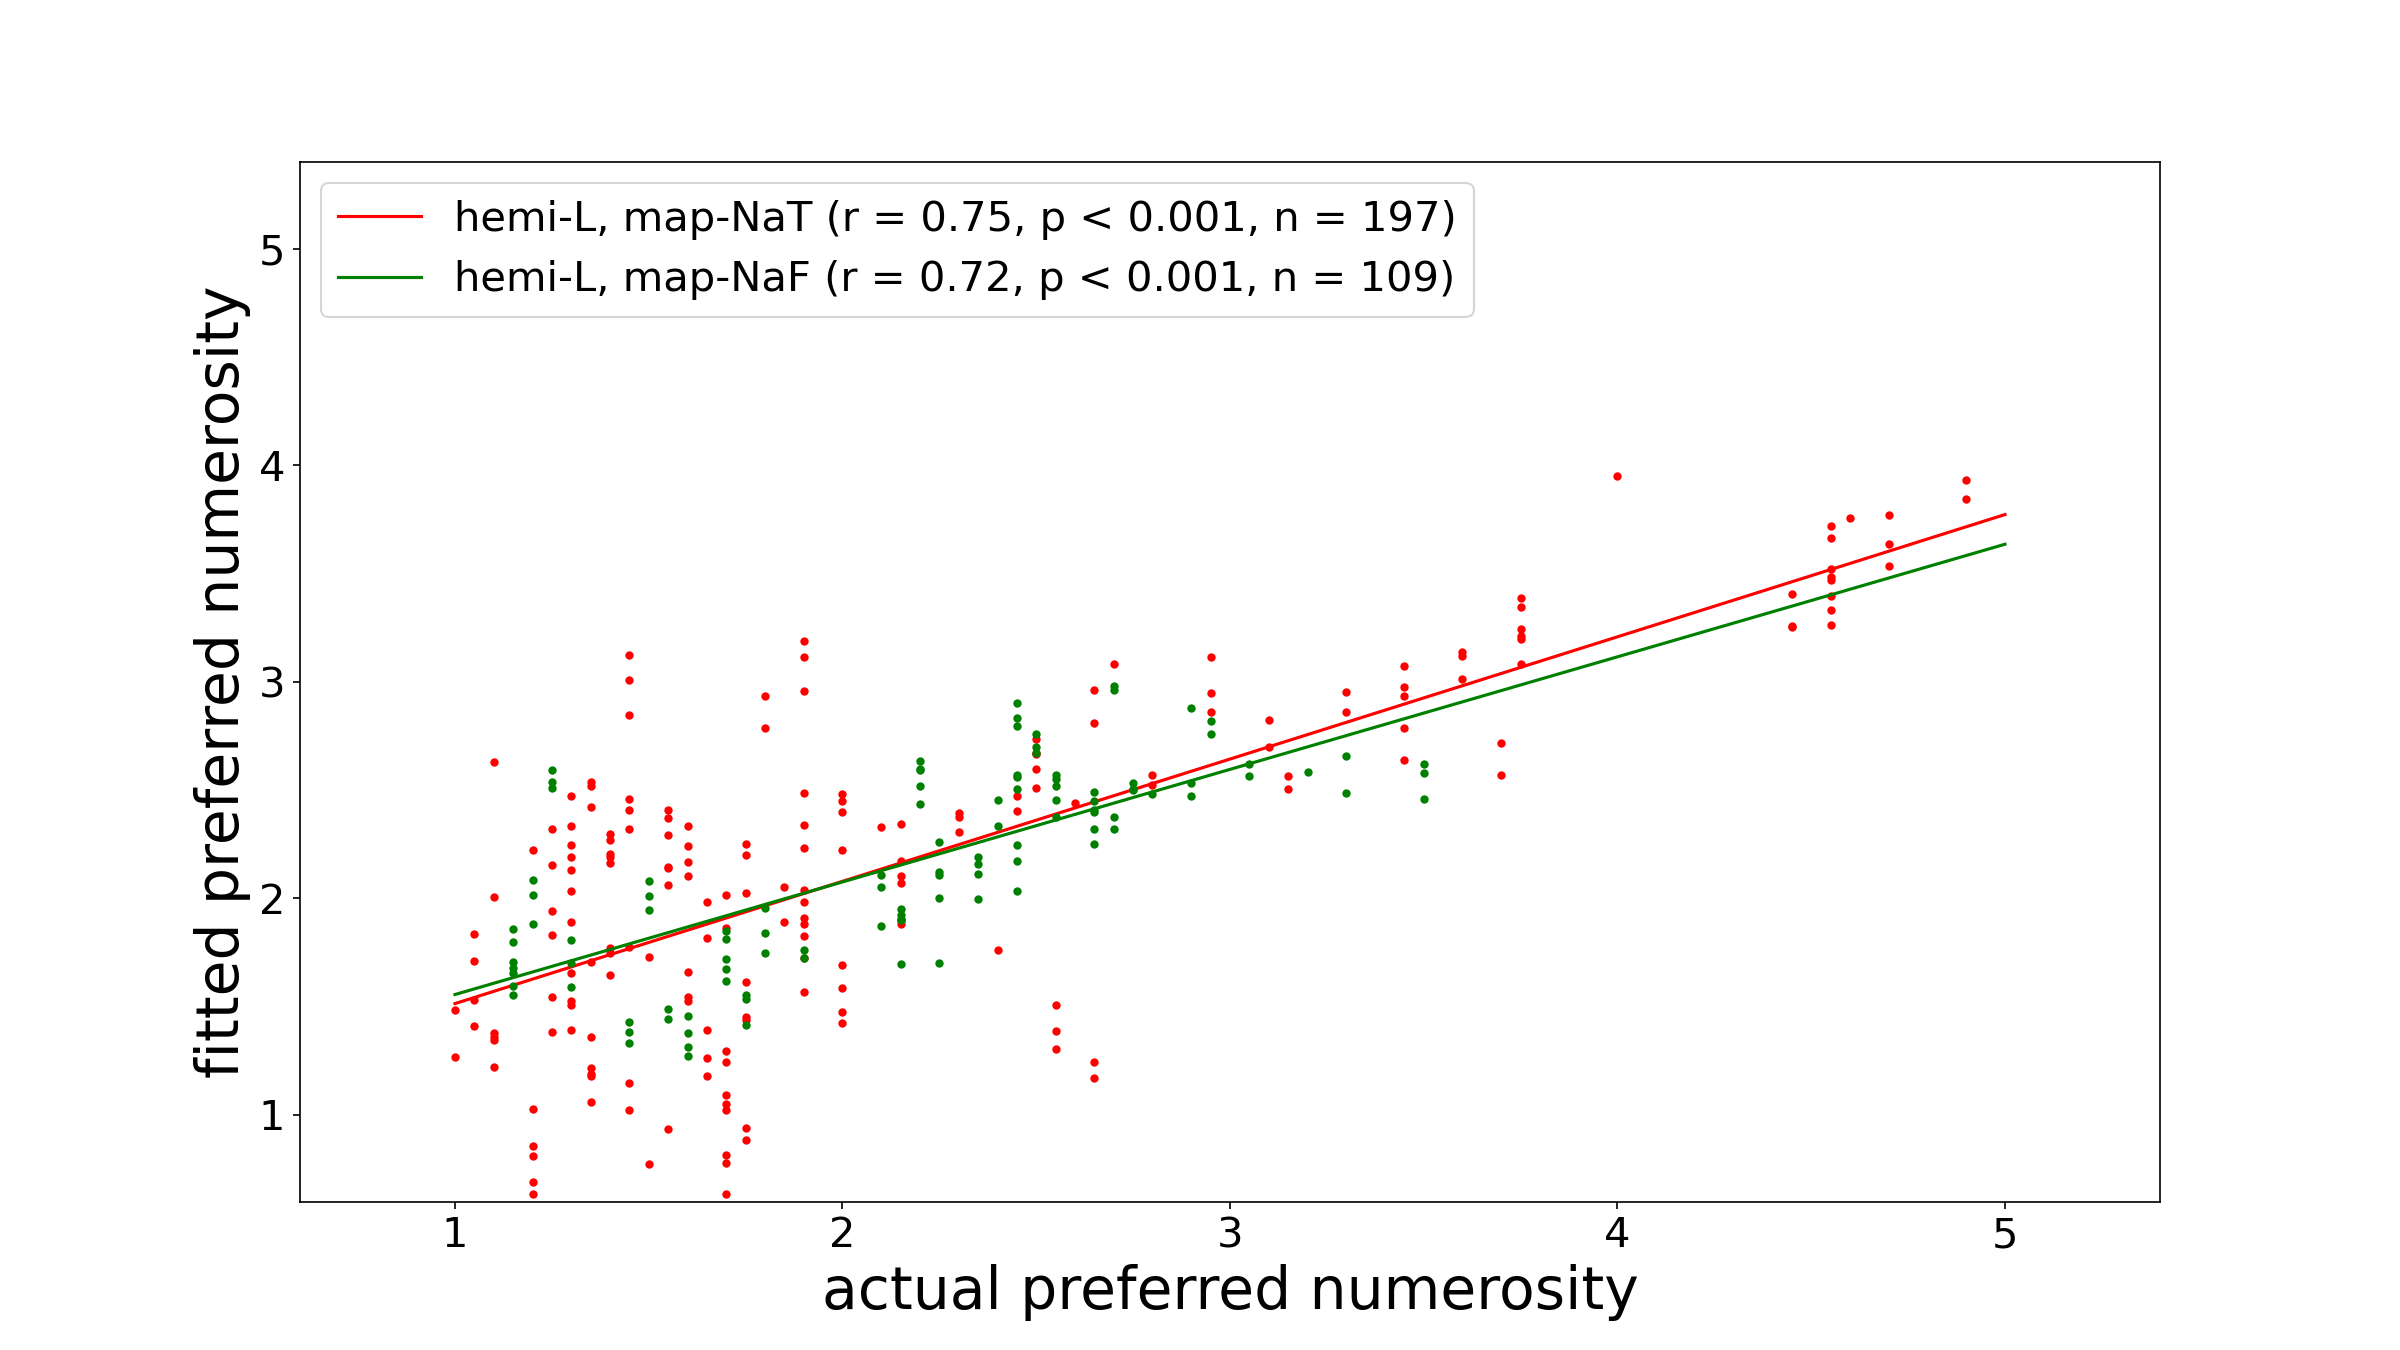 hemi-L, map-NaT (r = 0.75, p < 0.001, n = 197)
hemi-L, map-NaF (r = 0.72, p < 0.001, n = 109)
fitted preferred numerosity
5
4
3
2
1
1 2 3 4 5
actual preferred numerosity